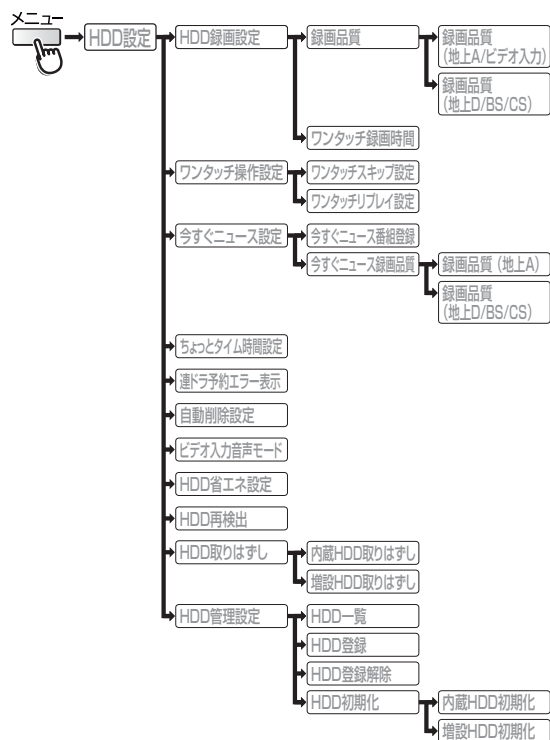 メニュー
HDD設定
HDD録画設定
録画品質
録画品質
(地上A/ビデオ入力)
録画品質
(地上D/BS/CS)
ワンタッチ録画時間
ワンタッチ操作設定
ワンタッチスキップ設定
ワンタッチリプレイ設定
今すぐニュース設定
今すぐニュース番組登録
今すぐニュース録画品質
録画品質 (地上A)
録画品質
(地上D/BS/CS)
ちょっとタイム時間設定
連ドラ予約エラー表示
自動削除設定
ビデオ入力音声モード
HDD省エネ設定
HDD再検出
HDD取りはずし
内蔵HDD取りはずし
増設HDD取りはずし
HDD管理設定
HDD一覧
HDD登録
HDD登録解除
HDD初期化
内蔵HDD初期化
増設HDD初期化